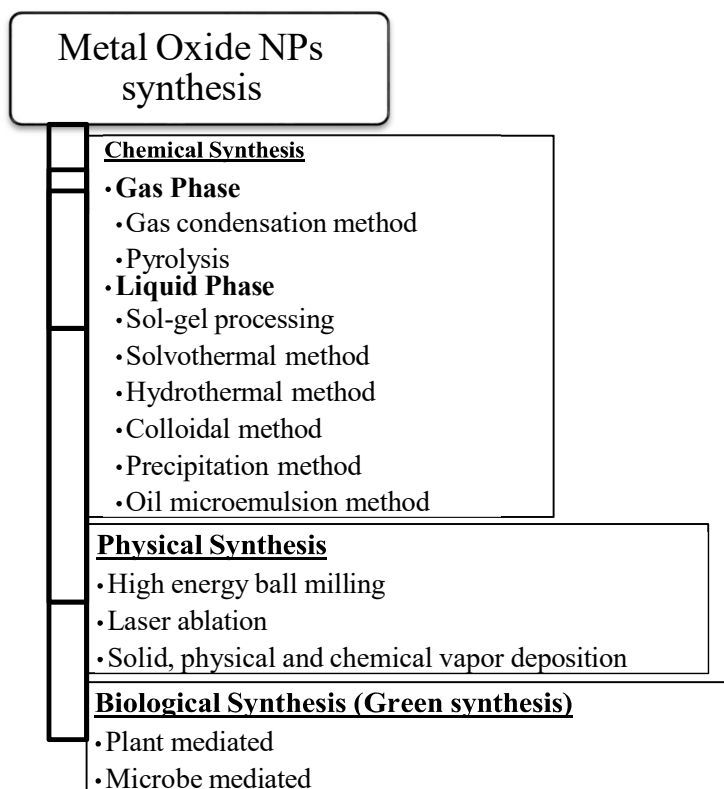 Metal Oxide NPs
synthesis
Chemical Synthesis
•Gas Phase
•Gas condensation method
•Pyrolysis
•Liquid Phase
•Sol-gel processing
•Solvothermal method
•Hydrothermal method
•Colloidal method
•Precipitation method
•Oil microemulsion method
Physical Synthesis
•High energy ball milling
•Laser ablation
•Solid, physical and chemical vapor deposition
Biological Synthesis (Green synthesis)
•Plant mediated
•Microbe mediated